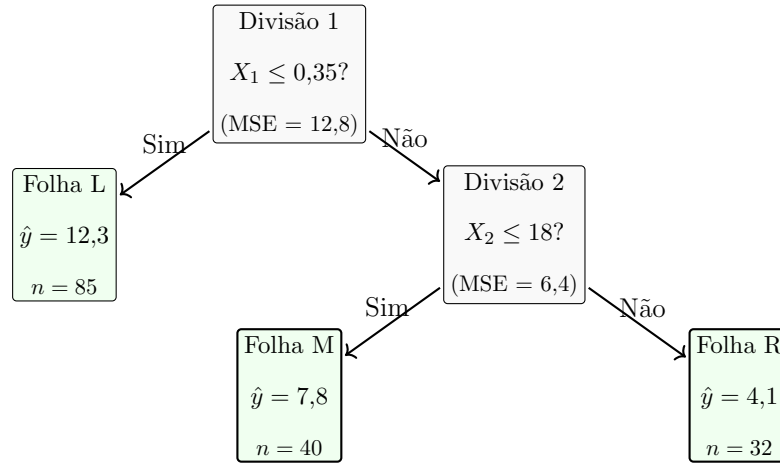 Divisão 1
X₁ ≤ 0,35?
(MSE = 12,8)
Sim
Não
Folha L
ŷ = 12,3
n = 85
Divisão 2
X₂ ≤ 18?
(MSE = 6,4)
Sim
Não
Folha M
ŷ = 7,8
n = 40
Folha R
ŷ = 4,1
n = 32